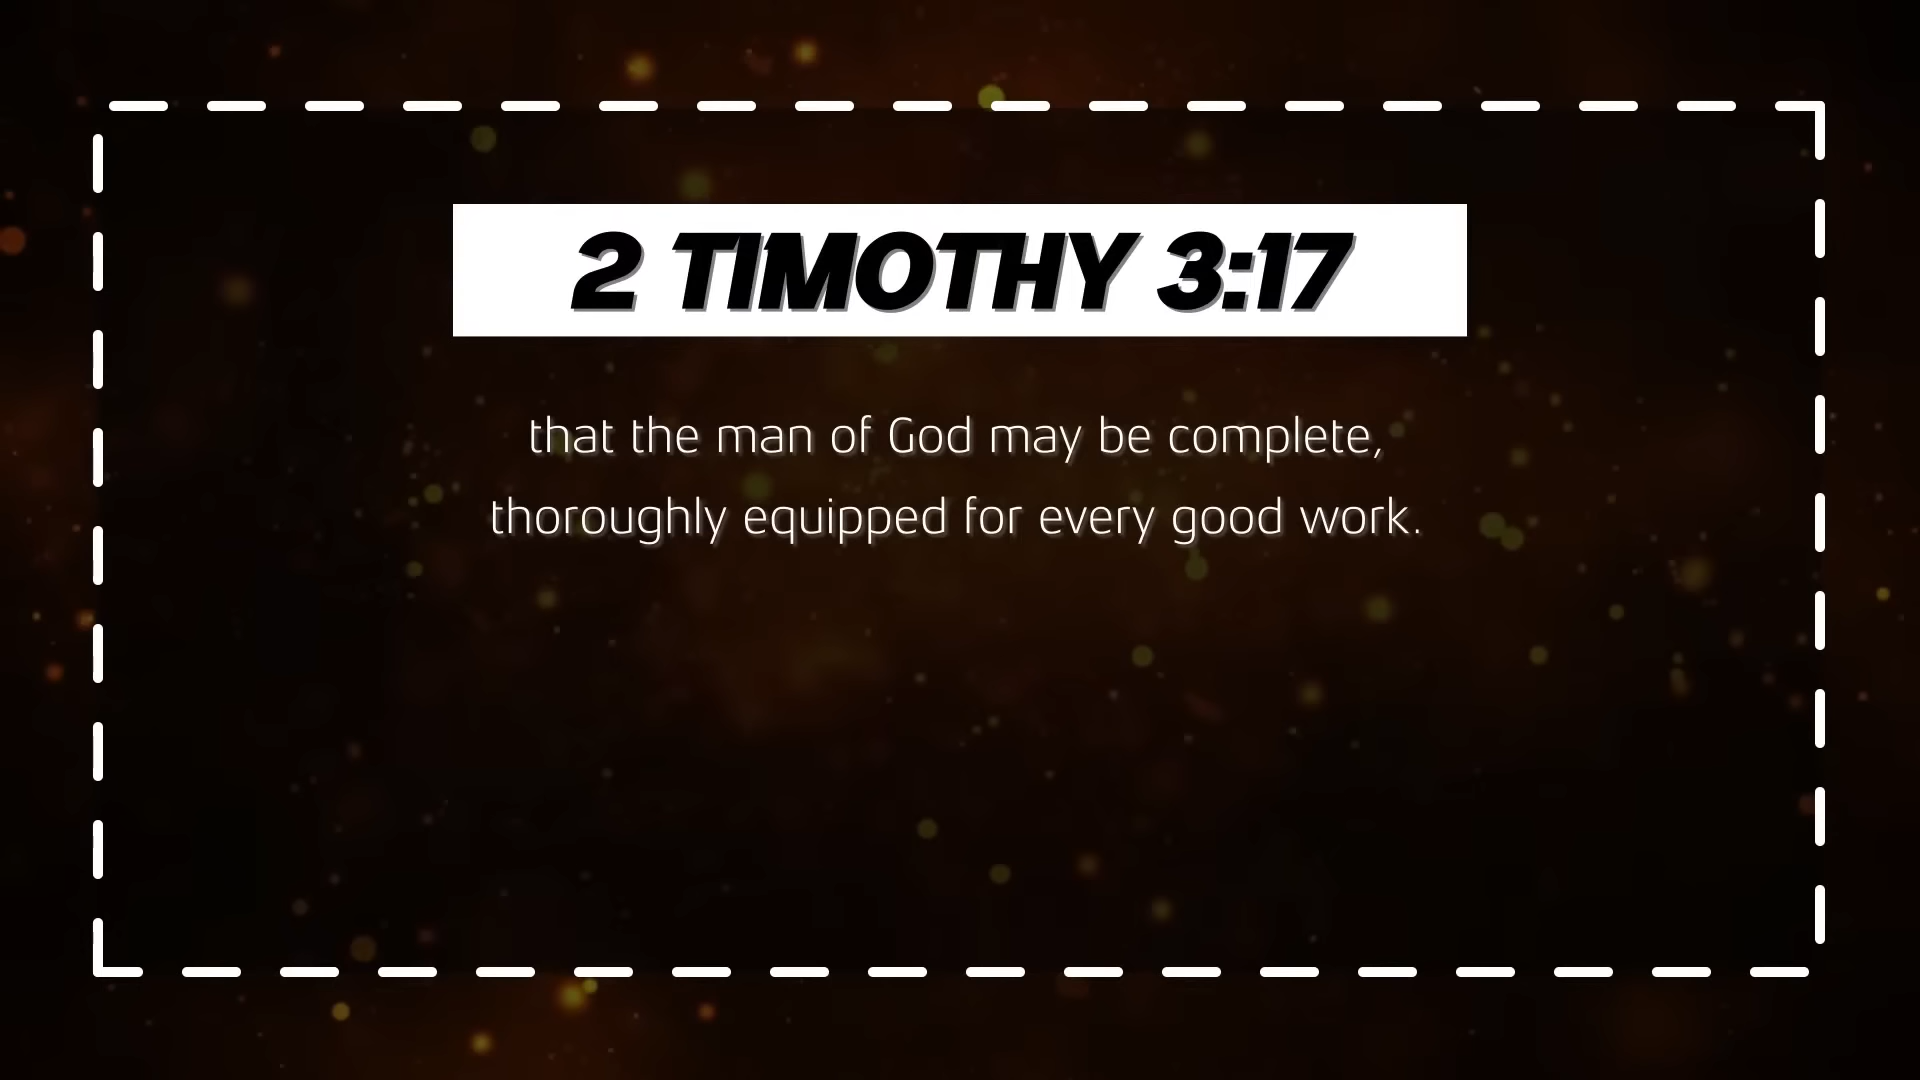 2 TIMOTHY 3:17
that the man of God may be complete,
thoroughly equipped for every good work.